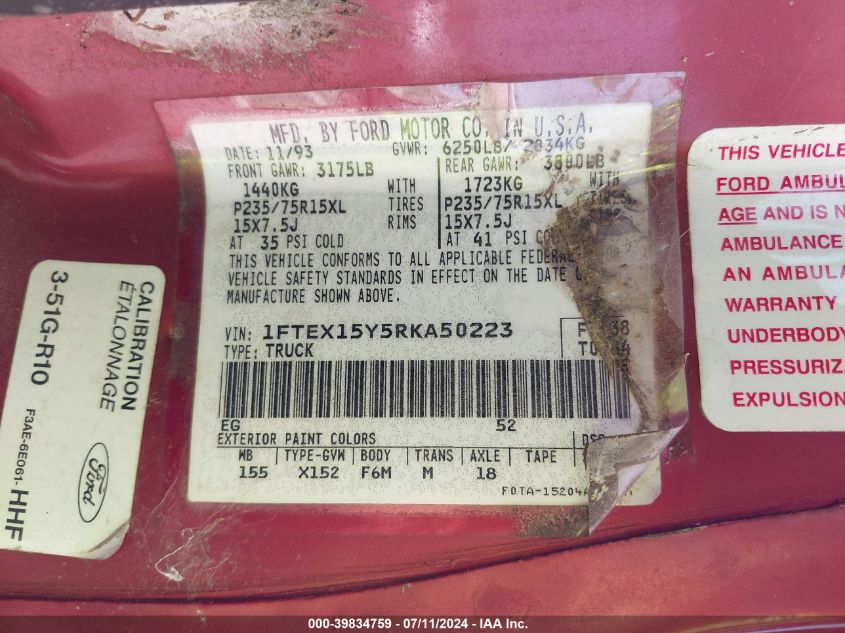 MFD. BY FORD MOTOR CO. IN U.S.A.
DATE: 11/93 GVWR: 6250LB/ 2834KG
FRONT GAWR: 3175LB REAR GAWR: 3800LB
1440KG WITH 1723KG WITH
P235/75R15XL TIRES P235/75R15XL
15X7.5J RIMS 15X7.5J
AT 35 PSI COLD AT 41 PSI
THIS VEHICLE CONFORMS TO ALL APPLICABLE
VEHICLE SAFETY STANDARDS IN EFFECT ON THE DATE
MANUFACTURE SHOWN ABOVE.
VIN: 1FTEX15Y5RKA50223
TYPE: TRUCK
EG 52
EXTERIOR PAINT COLORS
WB TYPE-GVW BODY TRANS AXLE TAPE
155 X152 F6M M 18
CALIBRATION
ÉTALONNAGE
3-51G-R10
F3AE-6E061-HHF
Ford
THIS VEHICLE
FORD AMBUL
AGE AND IS N
AMBULANCE
AN AMBULA
WARRANTY
PRESSURIZA
EXPULSION
000-39834759 - 07/11/2024 - IAA Inc.